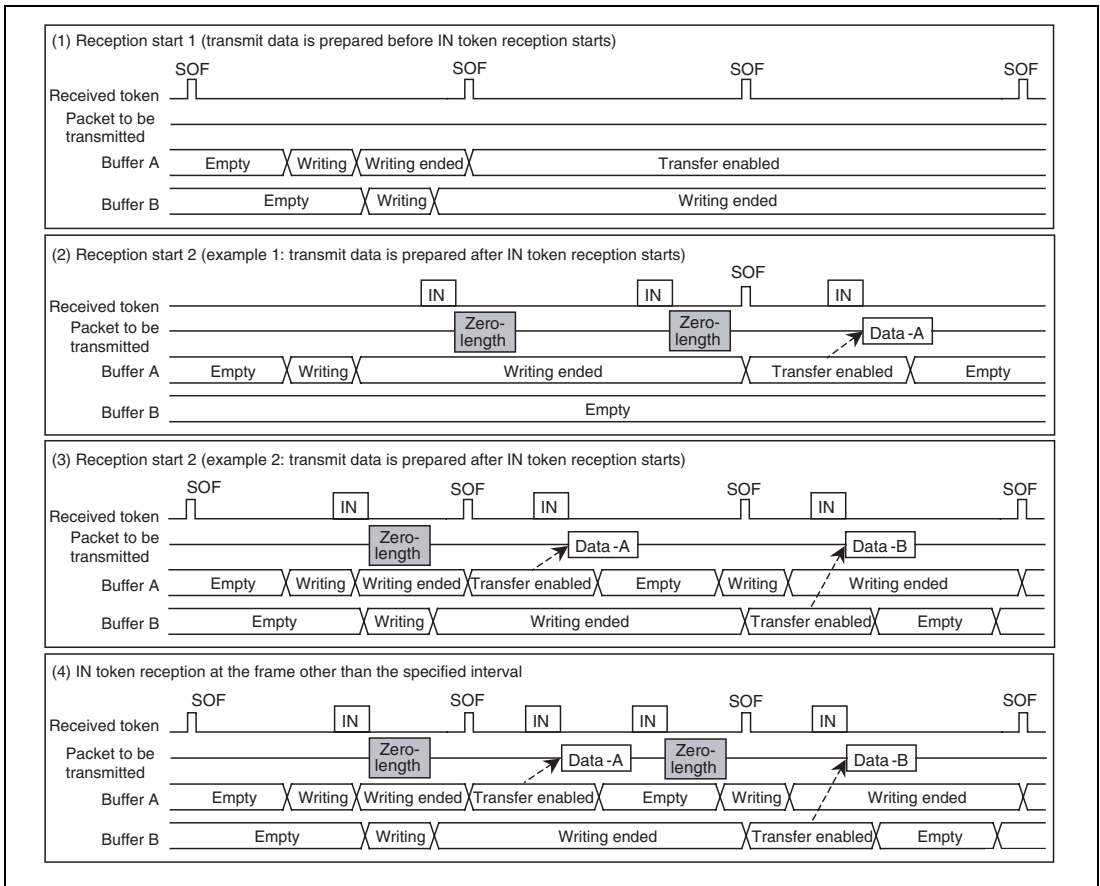 (1) Reception start 1 (transmit data is prepared before IN token reception starts)
SOF SOF SOF SOF
Received token
Packet to be
transmitted
Buffer A Empty Writing Writing ended Transfer enabled
Buffer B Empty Writing Writing ended
(2) Reception start 2 (example 1: transmit data is prepared after IN token reception starts)
SOF
Received token IN IN IN
Packet to be
transmitted
Zero-
length
Zero-
length
Data -A
Buffer A Empty Writing Writing ended Transfer enabled Empty
Buffer B Empty
(3) Reception start 2 (example 2: transmit data is prepared after IN token reception starts)
SOF SOF SOF SOF
Received token IN IN IN
Packet to be
transmitted
Zero-
length
Data -A Data -B
Buffer A Empty Writing Writing ended Transfer enabled Empty Writing Writing ended
Buffer B Empty Writing Writing ended Transfer enabled Empty
(4) IN token reception at the frame other than the specified interval
SOF SOF SOF SOF
Received token IN IN IN IN
Packet to be
transmitted
Zero-
length
Data -A
Zero-
length
Data -B
Buffer A Empty Writing Writing ended Transfer enabled Empty Writing Writing ended
Buffer B Empty Writing Writing ended Transfer enabled Empty